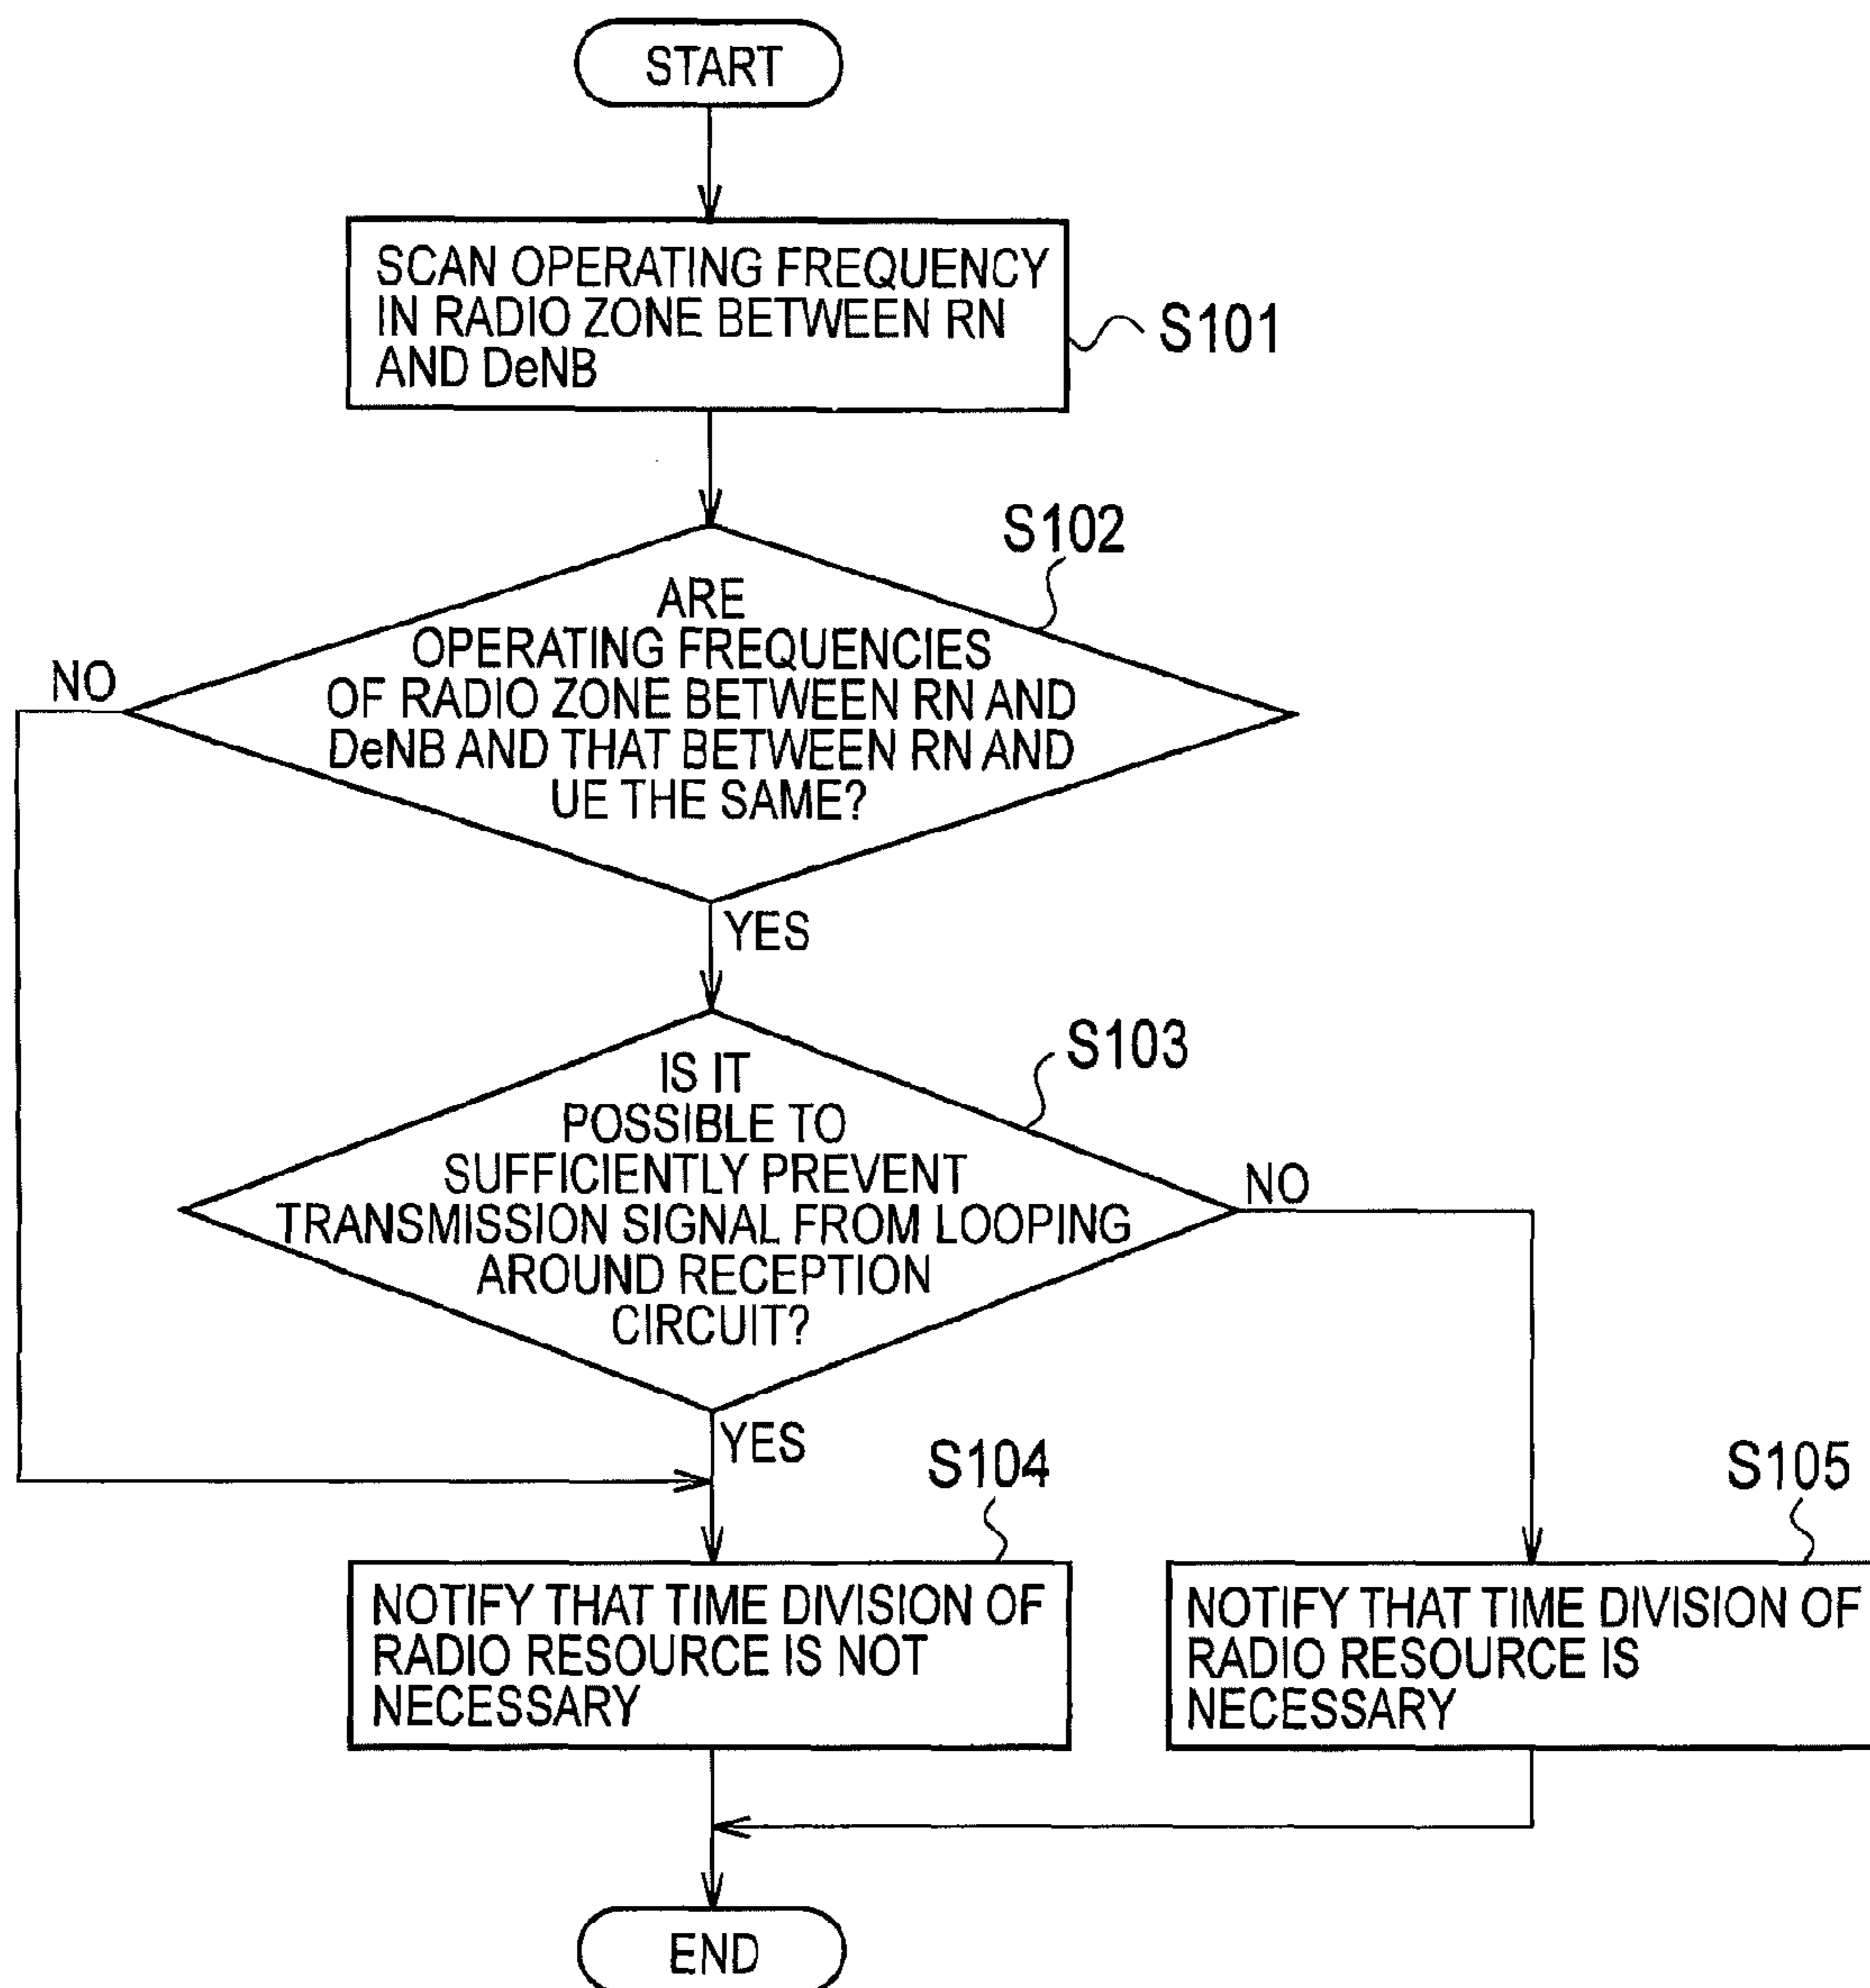 START
SCAN OPERATING FREQUENCY
IN RADIO ZONE BETWEEN RN
AND DeNB
S101
S102
ARE
OPERATING FREQUENCIES
OF RADIO ZONE BETWEEN RN AND
DeNB AND THAT BETWEEN RN AND
UE THE SAME?
NO
YES
S103
IS IT
POSSIBLE TO
SUFFICIENTLY PREVENT
TRANSMISSION SIGNAL FROM LOOPING
AROUND RECEPTION
CIRCUIT?
NO
YES
S104
NOTIFY THAT TIME DIVISION OF
RADIO RESOURCE IS NOT
NECESSARY
S105
NOTIFY THAT TIME DIVISION OF
RADIO RESOURCE IS
NECESSARY
END